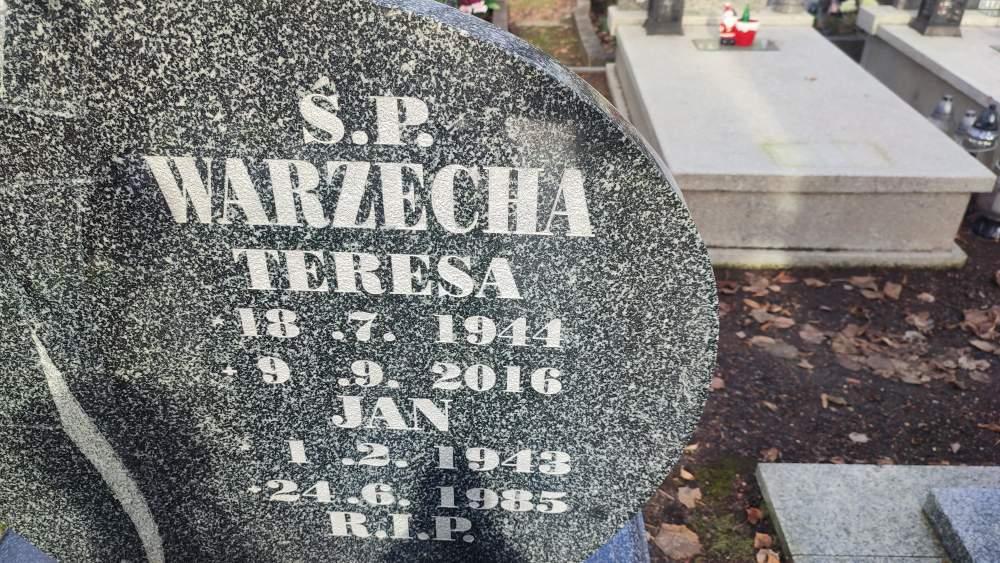 Ś.P.
WARZECHA
TERESA
* 18 .7. 1944
+ 9 .9. 2016
JAN
* 1 .2. 1943
+ 24 .6. 1985
R.I.P.